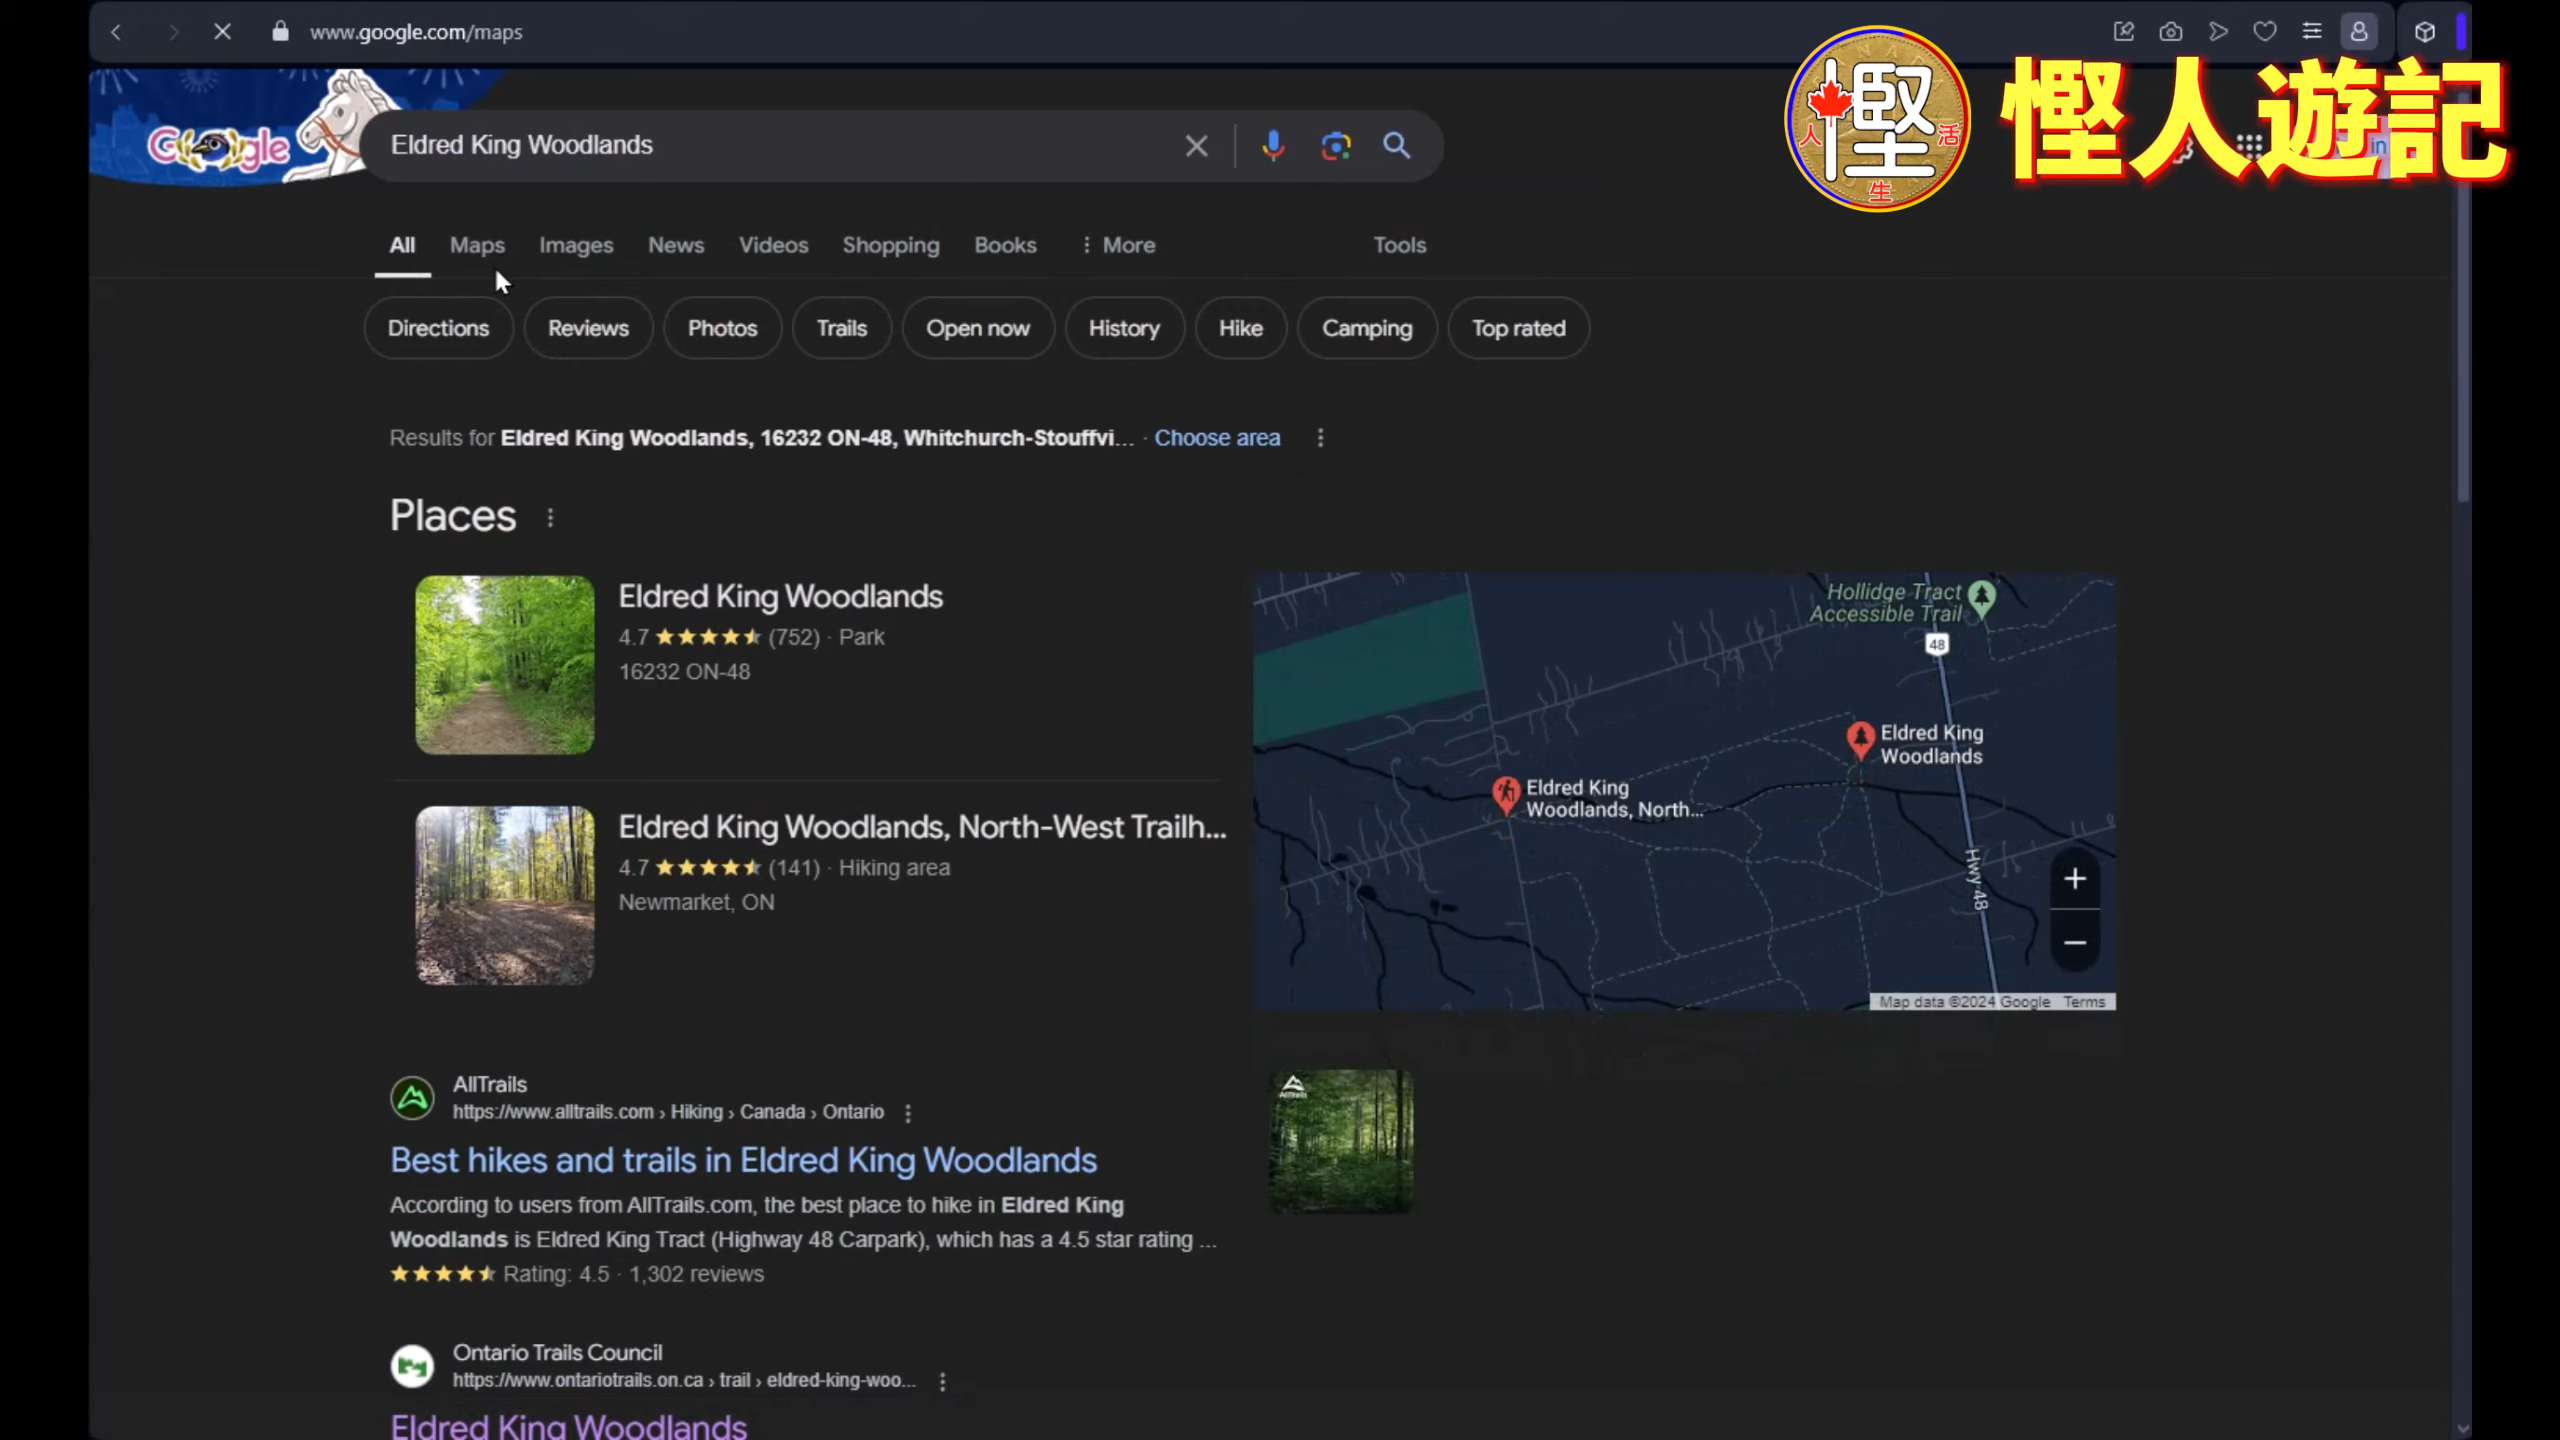 www.google.com/maps
慳
人
活
生
慳人遊記
Google
Eldred King Woodlands
in
All
Maps
Images
News
Videos
Shopping
Books
More
Tools
Directions
Reviews
Photos
Trails
Open now
History
Hike
Camping
Top rated
Results for Eldred King Woodlands, 16232 ON-48, Whitchurch-Stouffvi... · Choose area
Places
Eldred King Woodlands
4.7 (752) · Park
16232 ON-48
Eldred King Woodlands, North-West Trailh...
4.7 (141) · Hiking area
Newmarket, ON
Hollidge Tract
Accessible Trail
48
Eldred King
Woodlands
Eldred King
Woodlands, North...
Hwy 48
+
−
Map data ©2024 Google
Terms
AllTrails
https://www.alltrails.com › Hiking › Canada › Ontario
Best hikes and trails in Eldred King Woodlands
According to users from AllTrails.com, the best place to hike in Eldred King
Woodlands is Eldred King Tract (Highway 48 Carpark), which has a 4.5 star rating ...
Rating: 4.5 · 1,302 reviews
AllTrails
Ontario Trails Council
https://www.ontariotrails.on.ca › trail › eldred-king-woo...
Eldred King Woodlands